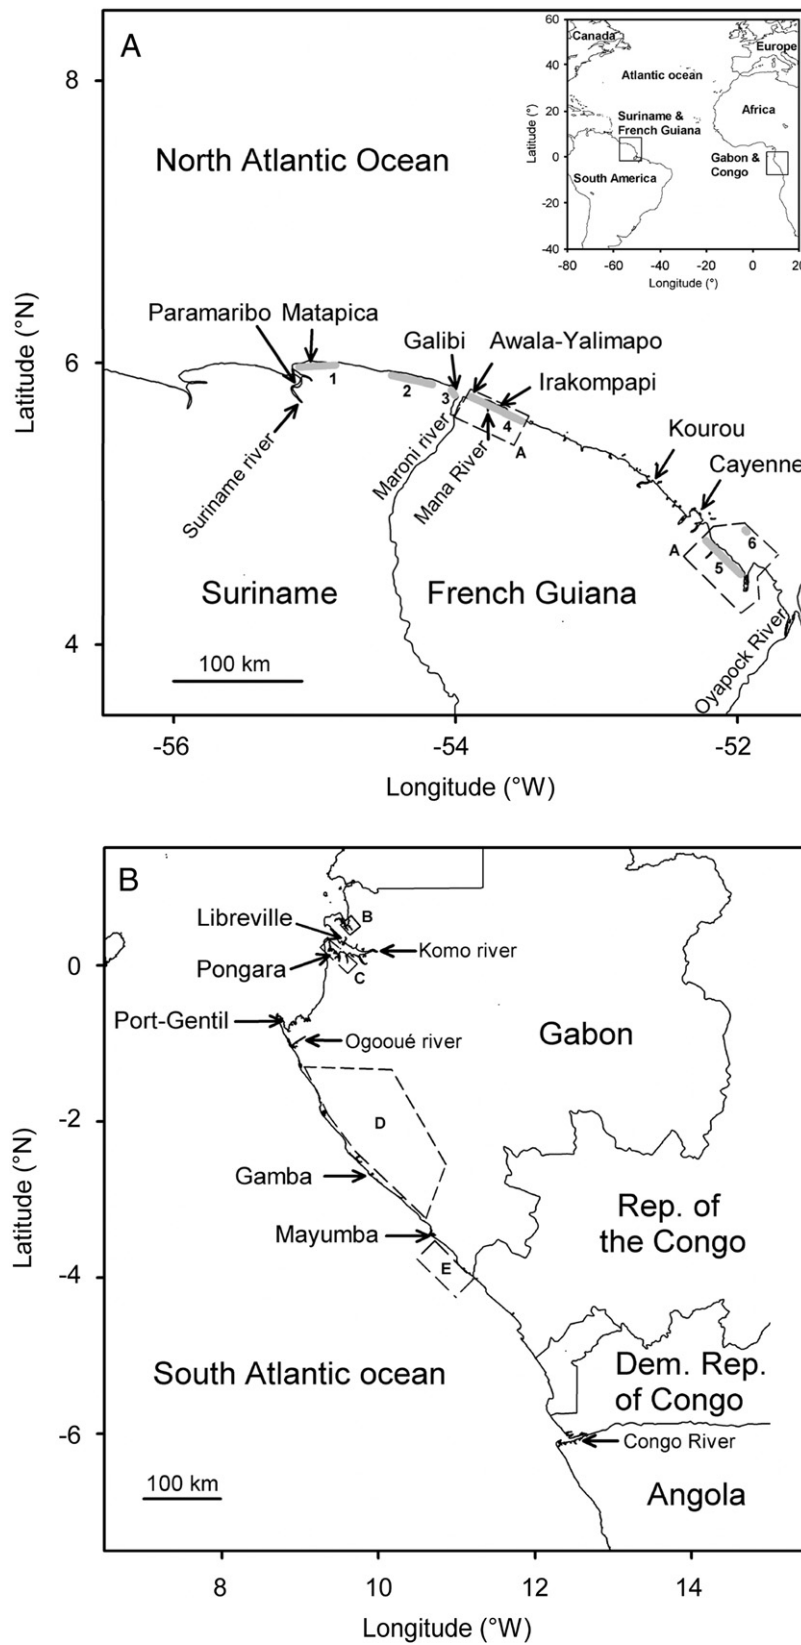 A
8
North Atlantic Ocean
60
40
20
0
-20
-40
Latitude (°)
Canada
Europe
Atlantic ocean
Africa
Suriname &
French Guiana
Gabon &
Congo
South America
-80
-60
-40
-20
0
20
Longitude (°)
Latitude (°N)
Paramaribo
Matapica
Galibi
Awala-Yalimapo
Irakompapi
6
1
2
3
4
A
Suriname river
Maroni river
Mana River
Kourou
Cayenne
A
5
6
Suriname
French Guiana
Oyapock River
4
100 km
-56
-54
-52
Longitude (°W)
B
Libreville
B
Komo river
Pongara
C
0
Port-Gentil
Gabon
Ogooué river
-2
D
Latitude (°N)
Gamba
Mayumba
Rep. of
the Congo
E
-4
South Atlantic ocean
Dem. Rep.
of Congo
-6
Congo River
100 km
Angola
8
10
12
14
Longitude (°W)